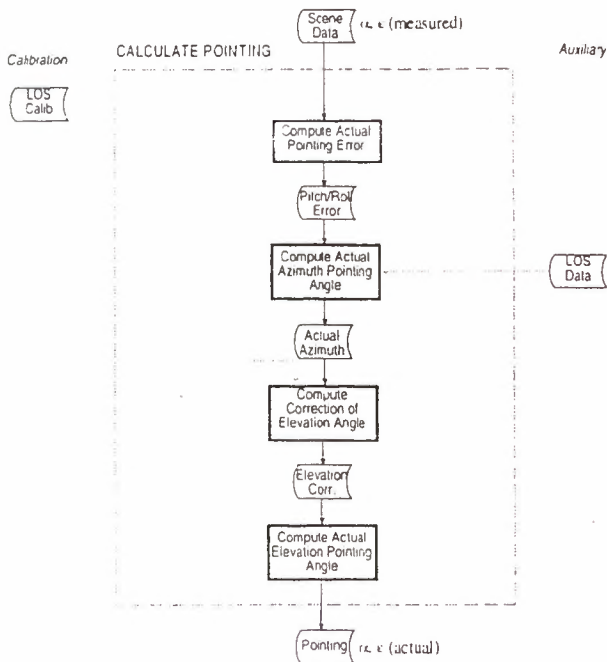 Scene
Data
α, ε (measured)
Calibration
CALCULATE POINTING
Auxiliary
LOS
Calib
Compute Actual
Pointing Error
Pitch/Roll
Error
Compute Actual
Azimuth Pointing
Angle
LOS
Data
Actual
Azimuth
Compute
Correction of
Elevation Angle
Elevation
Corr.
Compute Actual
Elevation Pointing
Angle
Pointing
α, ε (actual)